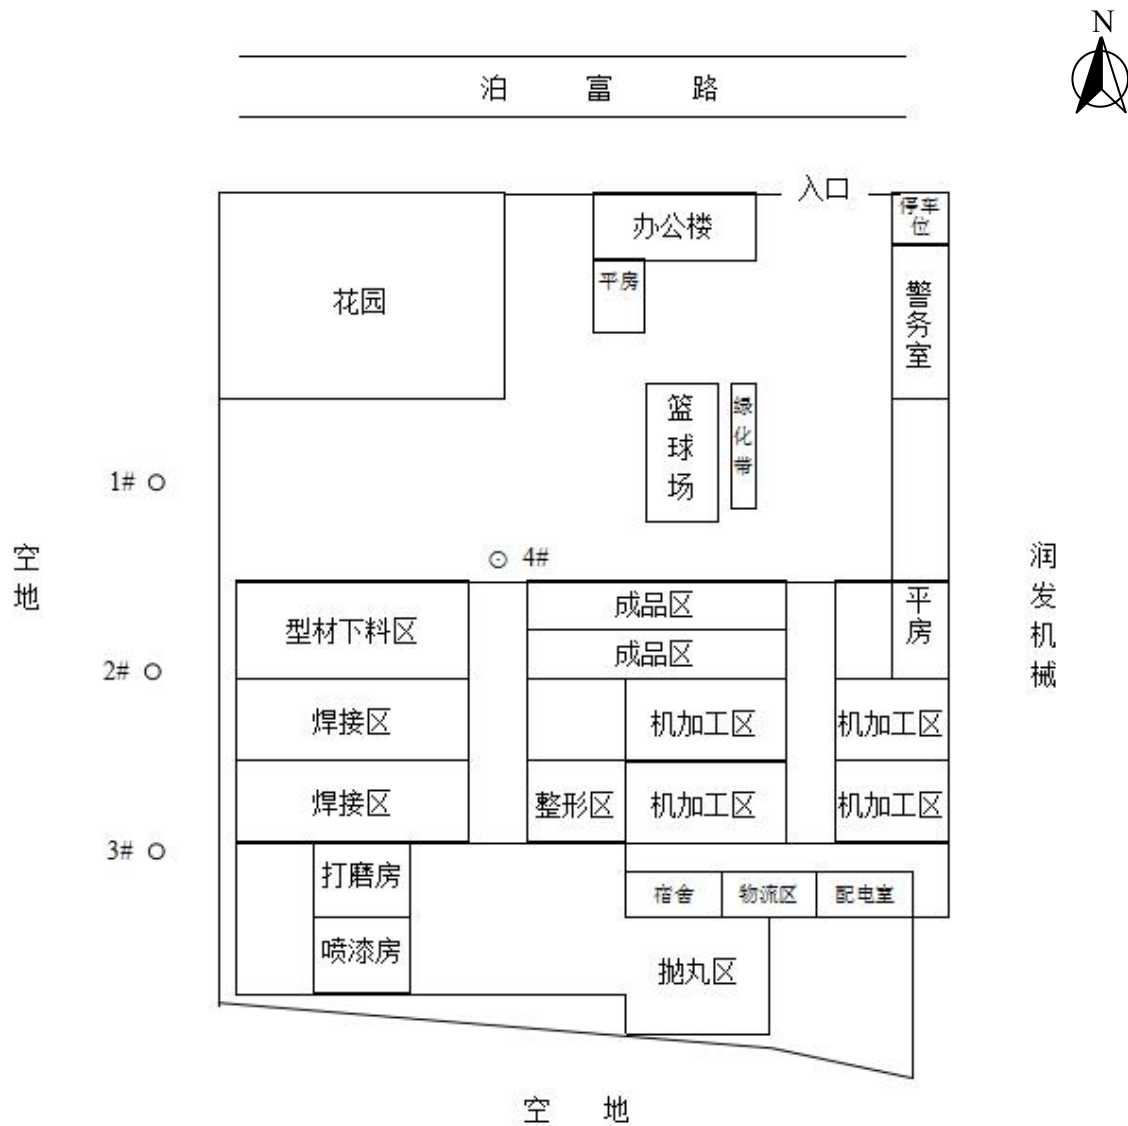 N
泊富路
入口
停车位
办公楼
平房
花园
警务室
篮球场
绿化带
1#
空地
4#
润发机械
型材下料区
成品区
平房
成品区
2#
焊接区
机加工区
机加工区
焊接区
整形区
机加工区
机加工区
3#
打磨房
宿舍
物流区
配电室
喷漆房
抛丸区
空地